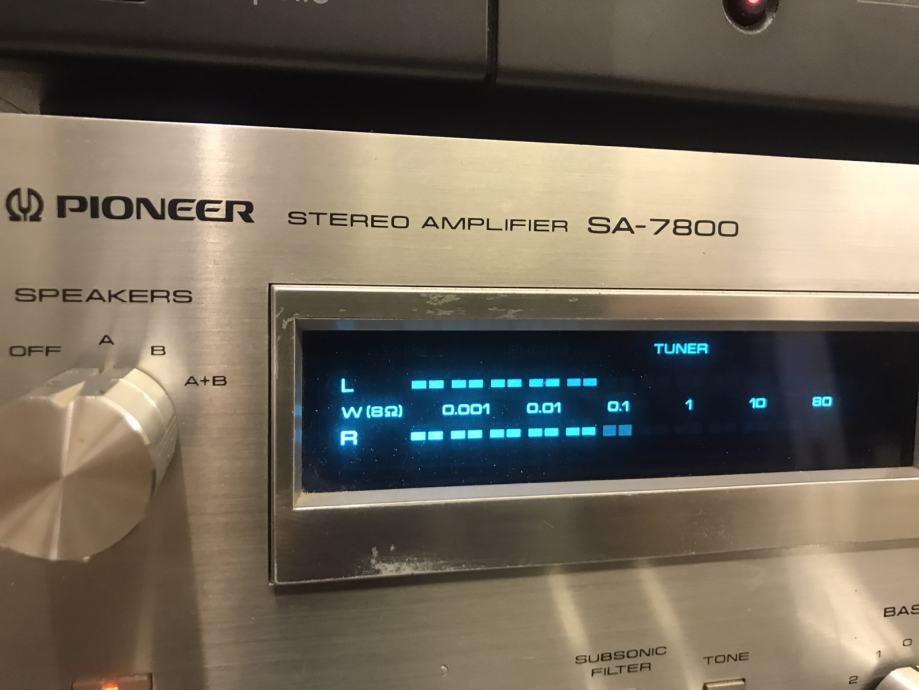 PIONEER STEREO AMPLIFIER SA-7800
SPEAKERS
OFF A B A+B
TUNER
L
W (8Ω) 0.001 0.01 0.1 1 10 80
R
SUBSONIC
FILTER
TONE
0
1
2